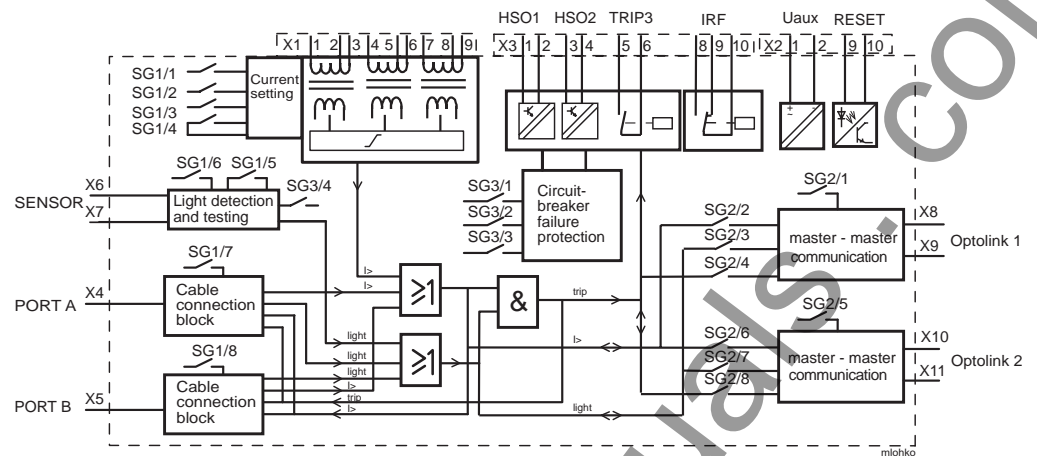 HSO1 HSO2 TRIP3 IRF Uaux RESET
X1 1 2 3 4 5 6 7 8 9
X3 1 2 3 4 5 6 8 9 10
X2 1 2 9 10
SG1/1
SG1/2
SG1/3
SG1/4
Current
setting
SG1/6 SG1/5
SG3/4
X6
SENSOR
X7
Light detection
and testing
SG3/1
SG3/2
SG3/3
Circuit-
breaker
failure
protection
SG2/1
SG2/2
SG2/3
SG2/4
master - master
communication
X8
X9
Optolink 1
SG1/7
X4
PORT A
Cable
connection
block
I>
I>
≥1
&
trip
SG2/5
SG2/6
SG2/7
SG2/8
I>
light
light
light
≥1
master - master
communication
X10
X11
Optolink 2
SG1/8
X5
PORT B
Cable
connection
block
I>
trip
I>
light
mlohko
uals.co